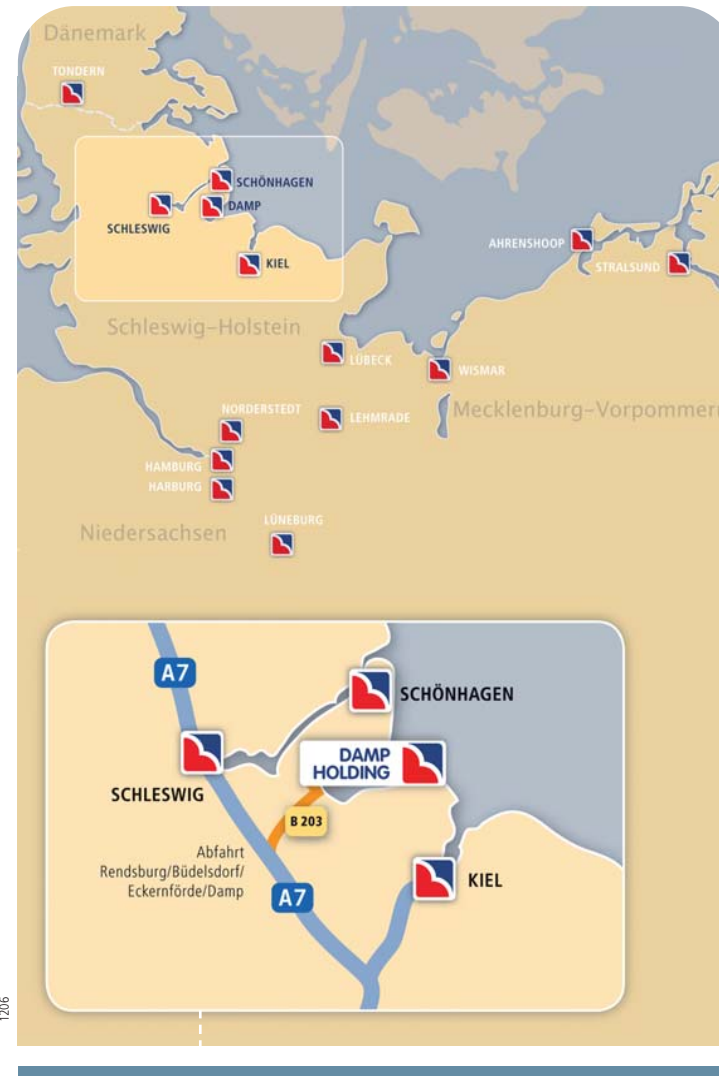 Dänemark
TONDERN
SCHÖNHAGEN
DAMP
SCHLESWIG
KIEL
AHRENSHOOP
STRALSUND
Schleswig-Holstein
LÜBECK
WISMAR
NORDERSTEDT
LEHMRADE
Mecklenburg-Vorpommern
HAMBURG
HARBURG
LÜNEBURG
Niedersachsen
A7
SCHÖNHAGEN
DAMP
HOLDING
SCHLESWIG
B 203
Abfahrt
Rendsburg/Büdelsdorf/
Eckernförde/Damp
A7
KIEL
1206